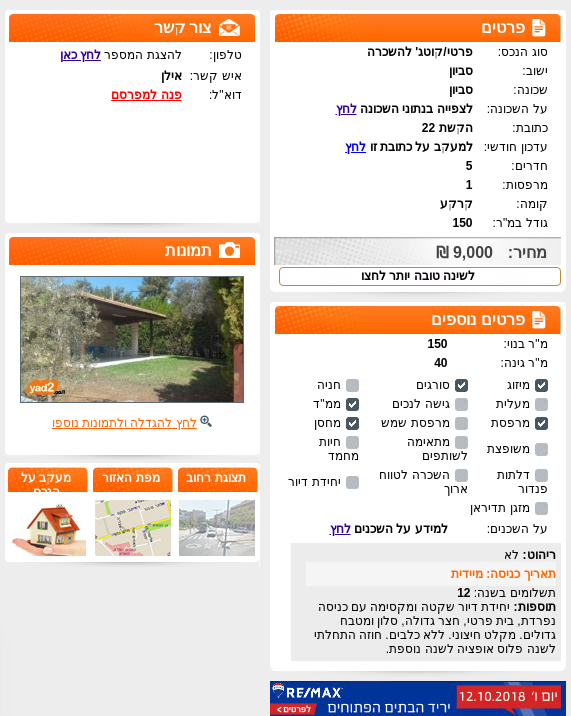 פרטים
סוג הנכס: פרטי/קוטג' להשכרה
ישוב: סביון
שכונה: סביון
על השכונה: לצפייה בנתוני השכונה לחץ
כתובת: הקשת 22
עדכון חודשי: למעקב על כתובת זו לחץ
חדרים: 5
מרפסות: 1
קומה: קרקע
גודל במ"ר: 150
מחיר: 9,000 ₪
לשינה טובה יותר לחצו
פרטים נוספים
מ"ר בנוי: 150
מ"ר גינה: 40
מיזוג סורגים חניה
מעלית גישה לנכים ממ"ד
מרפסת מרפסת שמש מחסן
משופצת מתאימה לשותפים חיות מחמד
דלתות פנדור השכרה לטווח ארוך יחידת דיור
מזגן תדיראן
על השכנים: למידע על השכנים לחץ
ריהוט: לא
תאריך כניסה: מיידית
תשלומים בשנה: 12
תוספות: יחידת דיור שקטה ומקסימה עם כניסה
נפרדת, בית פרטי, חצר גדולה, סלון ומטבח
גדולים. מקלט חיצוני. ללא כלבים. חוזה התחלתי
לשנה פלוס אופציה לשנה נוספת.
RE/MAX
יריד הבתים הפתוחים
יום ו' 12.10.2018
לפרטים >
צור קשר
טלפון: להצגת המספר לחץ כאן
איש קשר: אילן
דוא"ל: פנה למפרסם
תמונות
yad2
לחץ להגדלה ולתמונות נוספו
תצוגת רחוב
מפת האזור
מעקב על
הנכס